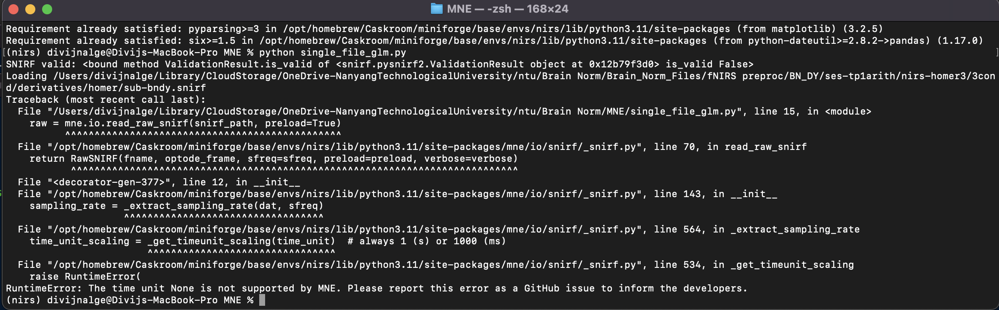 MNE — -zsh — 168×24
Requirement already satisfied: pyparsing>=3 in /opt/homebrew/Caskroom/miniforge/base/envs/nirs/lib/python3.11/site-packages (from matplotlib) (3.2.5)
Requirement already satisfied: six>=1.5 in /opt/homebrew/Caskroom/miniforge/base/envs/nirs/lib/python3.11/site-packages (from python-dateutil>=2.8.2->pandas) (1.17.0)
[(nirs) divijnalge@Divijs-MacBook-Pro MNE % python single_file_glm.py ]
SNIRF valid: <bound method ValidationResult.is_valid of <snirf.pysnirf2.ValidationResult object at 0x12b79f3d0> is_valid False>
Loading /Users/divijnalge/Library/CloudStorage/OneDrive-NanyangTechnologicalUniversity/ntu/Brain Norm/Brain_Norm_Files/fNIRS preproc/BN_DY/ses-tp1arith/nirs-homer3/3con
d/derivatives/homer/sub-bndy.snirf
Traceback (most recent call last):
  File "/Users/divijnalge/Library/CloudStorage/OneDrive-NanyangTechnologicalUniversity/ntu/Brain Norm/MNE/single_file_glm.py", line 15, in <module>
    raw = mne.io.read_raw_snirf(snirf_path, preload=True)
          ^^^^^^^^^^^^^^^^^^^^^^^^^^^^^^^^^^^^^^^^^^^^^^^
  File "/opt/homebrew/Caskroom/miniforge/base/envs/nirs/lib/python3.11/site-packages/mne/io/snirf/_snirf.py", line 70, in read_raw_snirf
    return RawSNIRF(fname, optode_frame, sfreq=sfreq, preload=preload, verbose=verbose)
           ^^^^^^^^^^^^^^^^^^^^^^^^^^^^^^^^^^^^^^^^^^^^^^^^^^^^^^^^^^^^^^^^^^^^^^^^^^^^
  File "<decorator-gen-377>", line 12, in __init__
  File "/opt/homebrew/Caskroom/miniforge/base/envs/nirs/lib/python3.11/site-packages/mne/io/snirf/_snirf.py", line 143, in __init__
    sampling_rate = _extract_sampling_rate(dat, sfreq)
                    ^^^^^^^^^^^^^^^^^^^^^^^^^^^^^^^^^^
  File "/opt/homebrew/Caskroom/miniforge/base/envs/nirs/lib/python3.11/site-packages/mne/io/snirf/_snirf.py", line 564, in _extract_sampling_rate
    time_unit_scaling = _get_timeunit_scaling(time_unit)  # always 1 (s) or 1000 (ms)
                        ^^^^^^^^^^^^^^^^^^^^^^^^^^^^^^^^
  File "/opt/homebrew/Caskroom/miniforge/base/envs/nirs/lib/python3.11/site-packages/mne/io/snirf/_snirf.py", line 534, in _get_timeunit_scaling
    raise RuntimeError(
RuntimeError: The time unit None is not supported by MNE. Please report this error as a GitHub issue to inform the developers.
(nirs) divijnalge@Divijs-MacBook-Pro MNE %